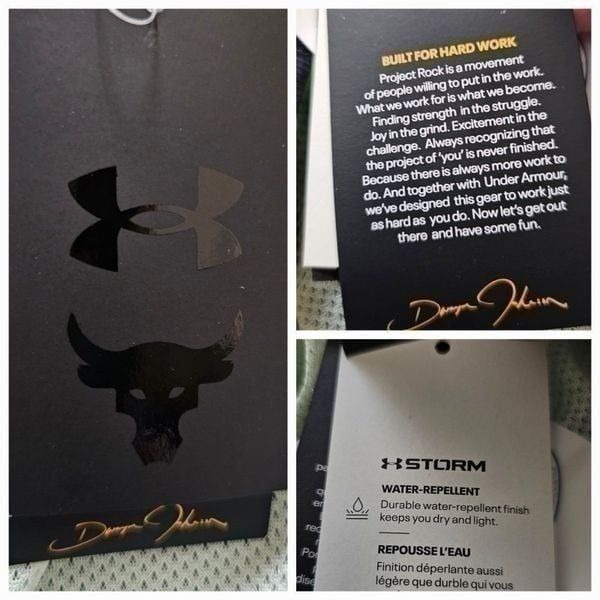 Dwayne Johnson
BUILT FOR HARD WORK
Project Rock is a movement
of people willing to put in the work.
What we work for is what we become.
Finding strength in the struggle.
Joy in the grind. Excitement in the
challenge. Always recognizing that
the project of 'you' is never finished.
Because there is always more work to
do. And together with Under Armour,
we've designed this gear to work just
as hard as you do. Now let's get out
there and have some fun.
Dwayne Johnson
STORM
WATER-REPELLENT
Durable water-repellent finish
keeps you dry and light.
REPOUSSE L'EAU
Finition déperlante aussi
légère que durble qui vous